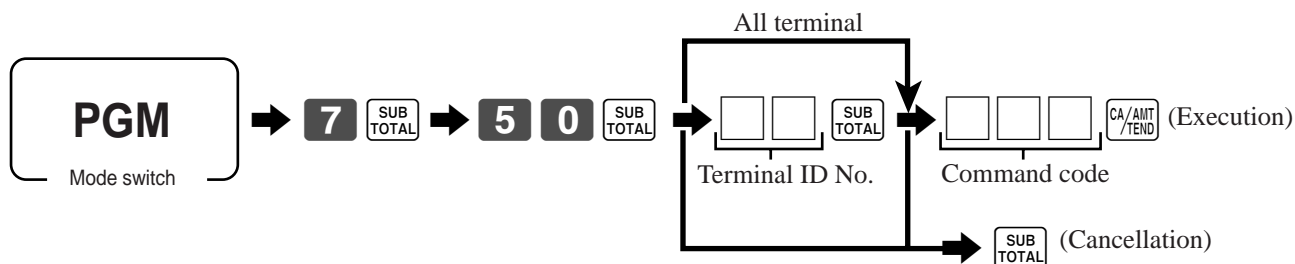 All terminal
PGM
Mode switch
7 SUB TOTAL
5 0 SUB TOTAL
SUB TOTAL
Terminal ID No.
Command code
CA/AMT /TEND (Execution)
SUB TOTAL (Cancellation)